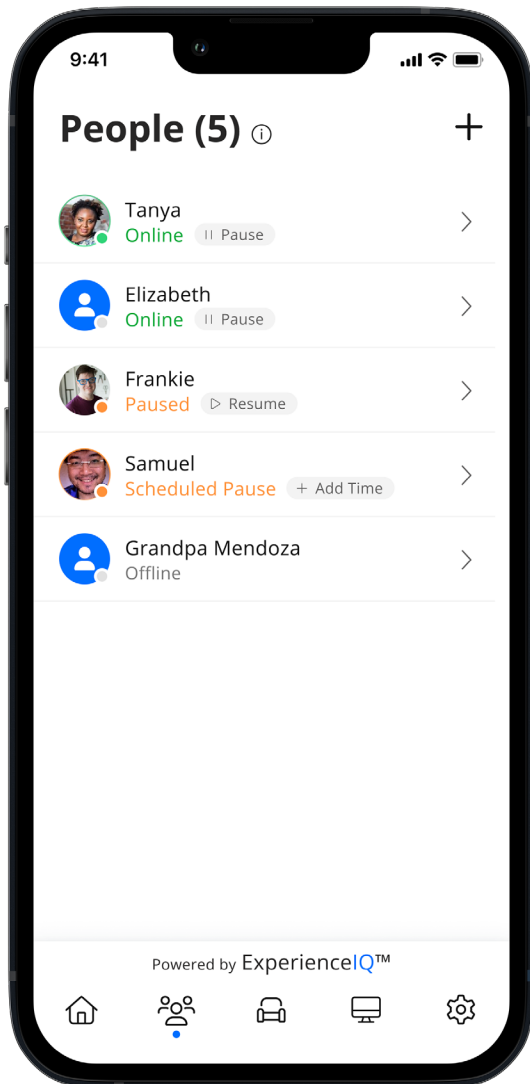 9:41
People (5)
Tanya
Online Pause
Elizabeth
Online Pause
Frankie
Paused Resume
Samuel
Scheduled Pause + Add Time
Grandpa Mendoza
Offline
Powered by ExperienceIQ™